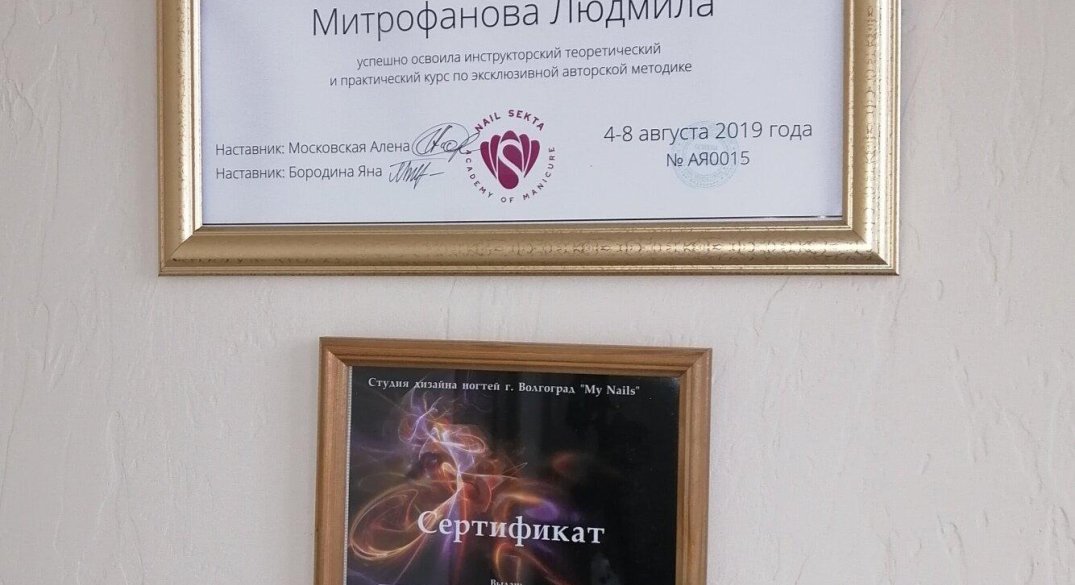 Митрофанова Людмила
успешно освоила инструкторский теоретический
и практический курс по эксклюзивной авторской методике
Наставник: Московская Алена
Наставник: Бородина Яна
NAIL SEKTA
ACADEMY OF MANICURE
4-8 августа 2019 года
№ АЯ0015
Студия дизайна ногтей г. Волгоград "My Nails"
Сертификат